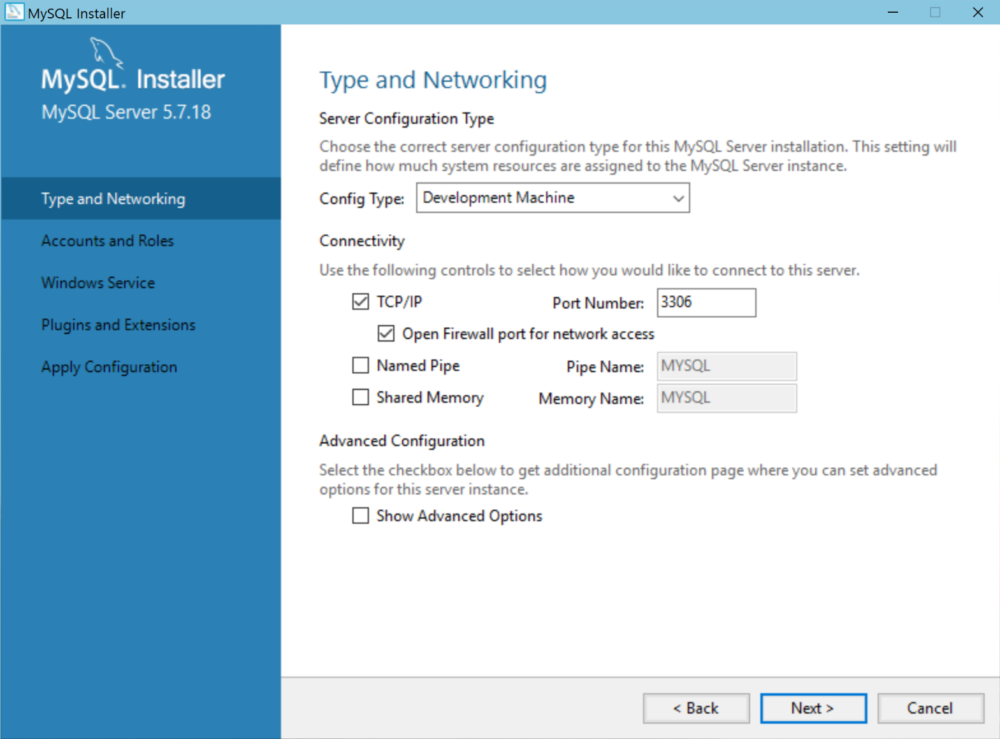 MySQL Installer
MySQL. Installer
MySQL Server 5.7.18
Type and Networking
Accounts and Roles
Windows Service
Plugins and Extensions
Apply Configuration
Type and Networking
Server Configuration Type
Choose the correct server configuration type for this MySQL Server installation. This setting will
define how much system resources are assigned to the MySQL Server instance.
Config Type: Development Machine
Connectivity
Use the following controls to select how you would like to connect to this server.
TCP/IP Port Number: 3306
Open Firewall port for network access
Named Pipe Pipe Name: MYSQL
Shared Memory Memory Name: MYSQL
Advanced Configuration
Select the checkbox below to get additional configuration page where you can set advanced
options for this server instance.
Show Advanced Options
< Back Next > Cancel